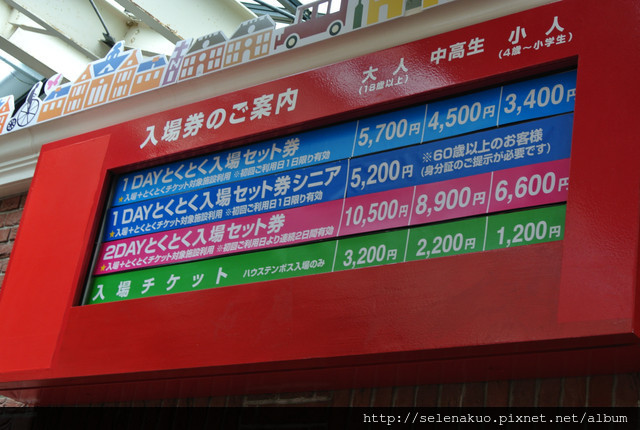 入場券のご案内
大人
(18歳以上)
中高生
小人
(4歳～小学生)
1DAYとくとく入場セット券 5,700円 4,500円 3,400円
★入場+とくとくチケット対象施設利用 ※初回ご利用日1日限り有効
1DAYとくとく入場セット券シニア 5,200円 ※60歳以上のお客様
★入場+とくとくチケット対象施設利用 ※初回ご利用日1日限り有効 (身分証のご提示が必要です)
2DAYとくとく入場セット券 10,500円 8,900円 6,600円
★入場+とくとくチケット対象施設利用 ※初回ご利用日より連続2日間有効
入場チケット ハウステンボス入場のみ 3,200円 2,200円 1,200円
http://selenakuo.pixnet.net/album